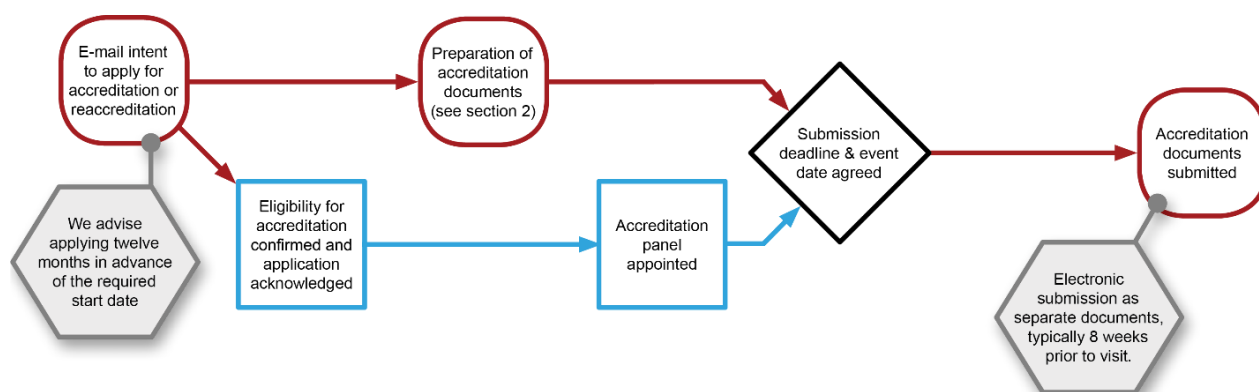 E-mail intent
to apply for
accreditation or
reaccreditation
Preparation of
accreditation
documents
(see section 2)
Submission
deadline & event
date agreed
Accreditation
documents
submitted
We advise
applying twelve
months in advance
of the required
start date
Eligibility for
accreditation
confirmed and
application
acknowledged
Accreditation
panel
appointed
Electronic
submission as
separate documents,
typically 8 weeks
prior to visit.